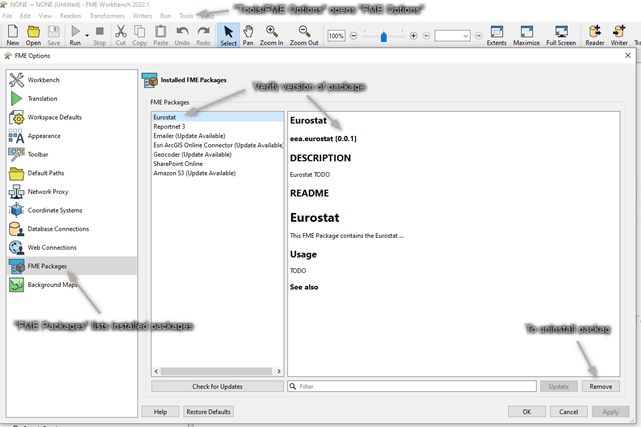 NONE — NONE (Untitled) - FME Workbench 2022.1
"Tools/FME Options" opens "FME Options"
File Edit View Readers Transformers Writers Run Tools Help
New Open Save Run Stop Cut Copy Paste Undo Redo Select Pan Zoom In Zoom Out 100% Extents Maximize Full Screen Reader Writer
FME Options
Workbench
Translation
Workspace Defaults
Appearance
Toolbar
Default Paths
Network Proxy
Coordinate Systems
Database Connections
Web Connections
FME Packages
Background Maps
"FME Packages" lists installed packages
Installed FME Packages
Verify version of package
FME Packages
Eurostat
Reportnet 3
Emailer (Update Available)
Esri ArcGIS Online Connector (Update Available)
Geocoder (Update Available)
SharePoint Online
Amazon S3 (Update Available)
Eurostat
eea.eurostat [0.0.1]
DESCRIPTION
Eurostat TODO
README
Eurostat
This FME Package contains the Eurostat ...
Usage
TODO
See also
To uninstall packag
Check for Updates
Filter
Update
Remove
Help
Restore Defaults
OK
Cancel
Apply